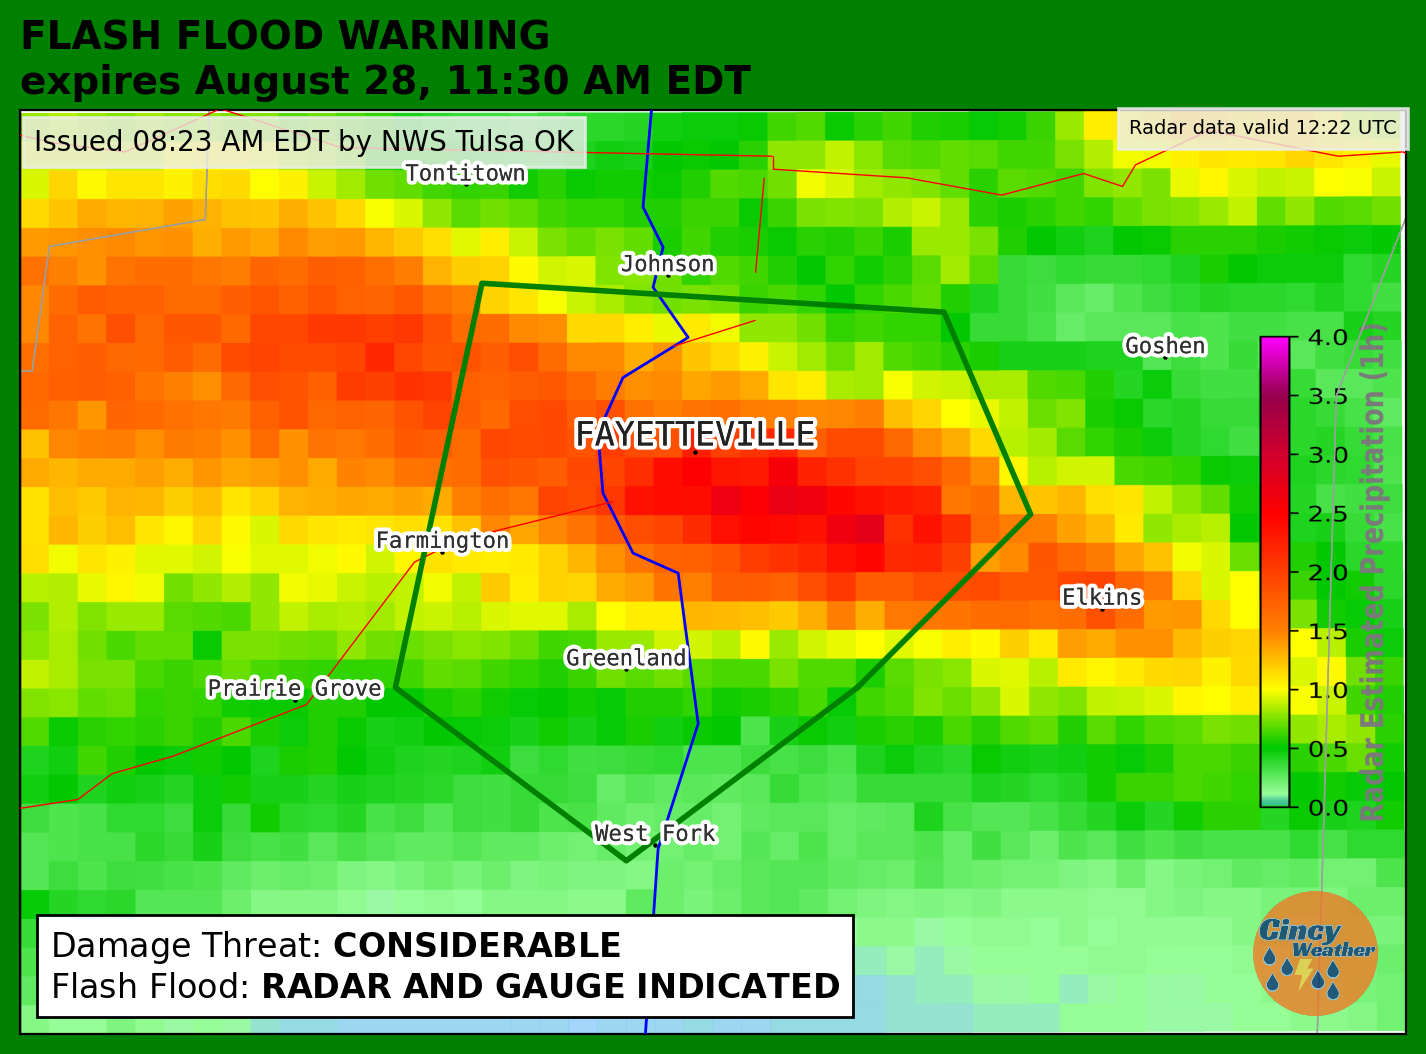 FLASH FLOOD WARNING
expires August 28, 11:30 AM EDT
Issued 08:23 AM EDT by NWS Tulsa OK
Radar data valid 12:22 UTC
Tontitown
Johnson
Goshen
FAYETTEVILLE
Farmington
Elkins
Greenland
Prairie Grove
West Fork
4.0
3.5
3.0
2.5
2.0
1.5
1.0
0.5
0.0
Radar Estimated Precipitation (1h)
Damage Threat: CONSIDERABLE
Flash Flood: RADAR AND GAUGE INDICATED
Cincy
Weather